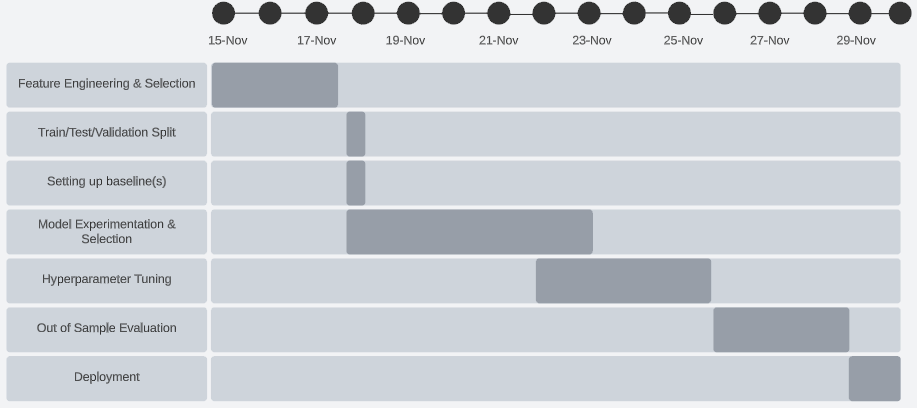 15-Nov 17-Nov 19-Nov 21-Nov 23-Nov 25-Nov 27-Nov 29-Nov
Feature Engineering & Selection
Train/Test/Validation Split
Setting up baseline(s)
Model Experimentation &
Selection
Hyperparameter Tuning
Out of Sample Evaluation
Deployment